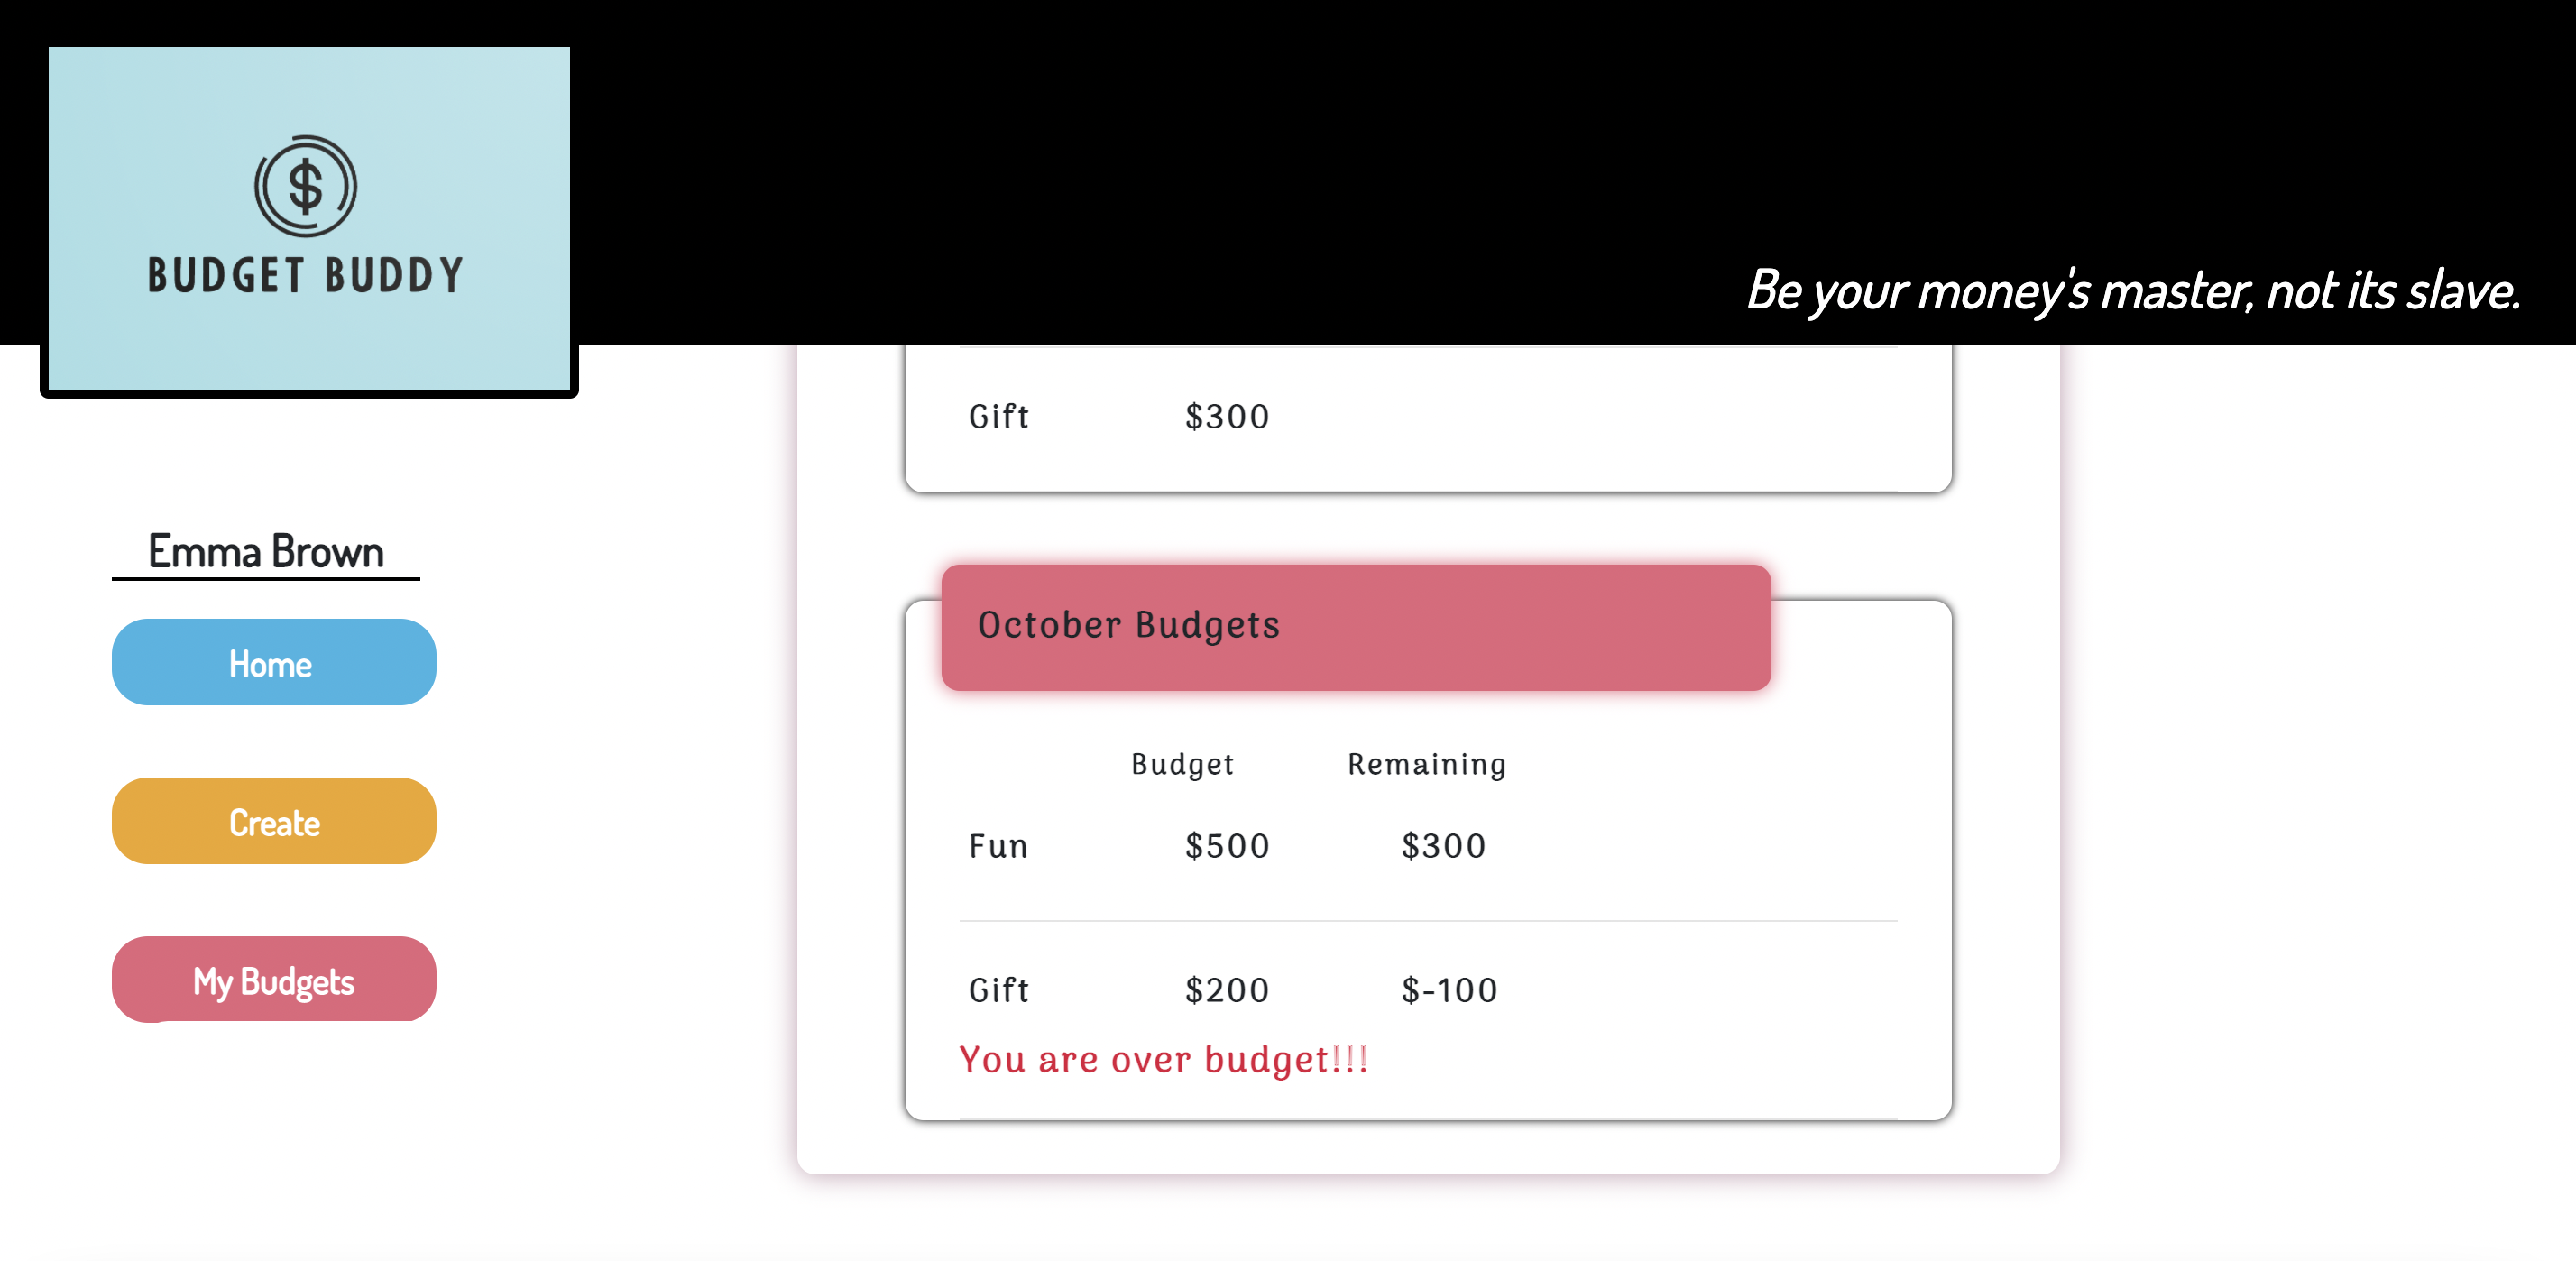 $
BUDGET BUDDY
Be your money's master, not its slave.
Gift $300
Emma Brown
Home
Create
My Budgets
October Budgets
Budget Remaining
Fun $500 $300
Gift $200 $-100
You are over budget!!!